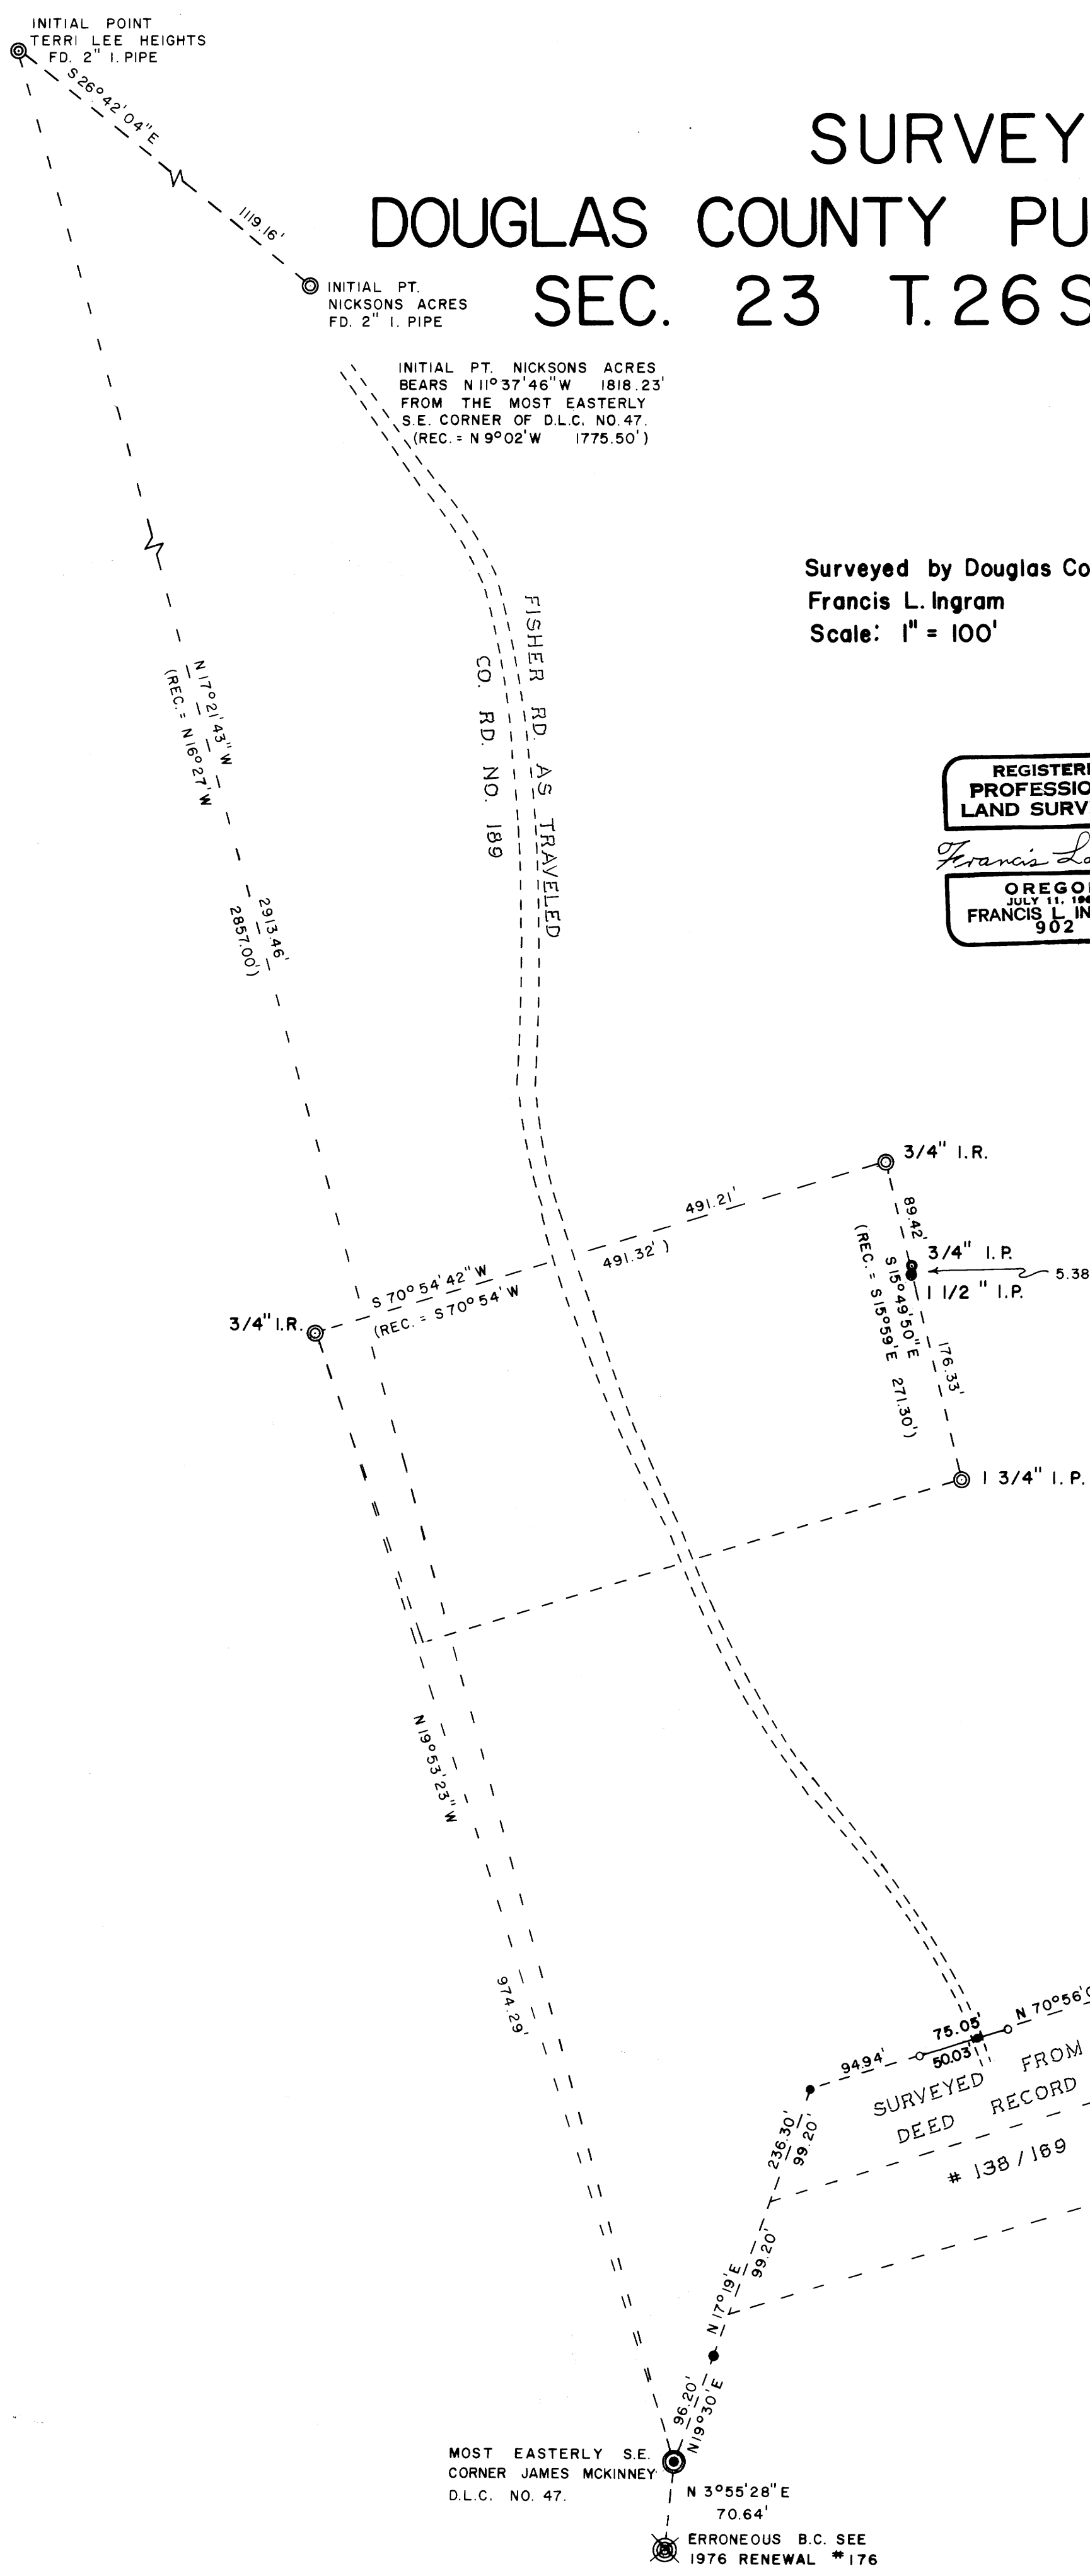 INITIAL POINT
TERRI LEE HEIGHTS
FD. 2" I. PIPE
S 26° 42' 04" E
1119.16'
SURVEY
DOUGLAS COUNTY PU
SEC. 23 T. 26 S
INITIAL PT.
NICKSONS ACRES
FD. 2" I. PIPE
INITIAL PT. NICKSONS ACRES
BEARS N 11° 37' 46" W 1818.23'
FROM THE MOST EASTERLY
S.E. CORNER OF D.L.C. NO. 47.
(REC. = N 9° 02' W 1775.50')
Surveyed by Douglas Co
Francis L. Ingram
Scale: 1" = 100'
FISHER RD. AS TRAVELED
CO. RD. NO. 189
N 17° 21' 43" W
(REC. = N 16° 27' W
2913.46'
2857.00')
REGISTER
PROFESSIO
LAND SURV
Francis L
OREGO
JULY 11, 19
FRANCIS L. IN
902
3/4" I.R.
491.21'
491.32' )
S 70° 54' 42" W
(REC. = S 70° 54' W
3/4" I.R.
89.42'
3/4" I.P.
5.38
1 1/2" I.P.
S 15° 49' 50" E
(REC. = S 15° 59' E 271.30')
176.33'
1 3/4" I.P.
N 19° 53' 23" W
974.29'
N 70° 56'
75.05'
50.03'
94.94'
SURVEYED FROM
DEED RECORD
# 138 / 169
236.30'
99.20'
99.20'
N 17° 19' E
96.20'
N 19° 30' E
MOST EASTERLY S.E.
CORNER JAMES MCKINNEY
D.L.C. NO. 47.
N 3° 55' 28" E
70.64'
ERRONEOUS B.C. SEE
1976 RENEWAL #176